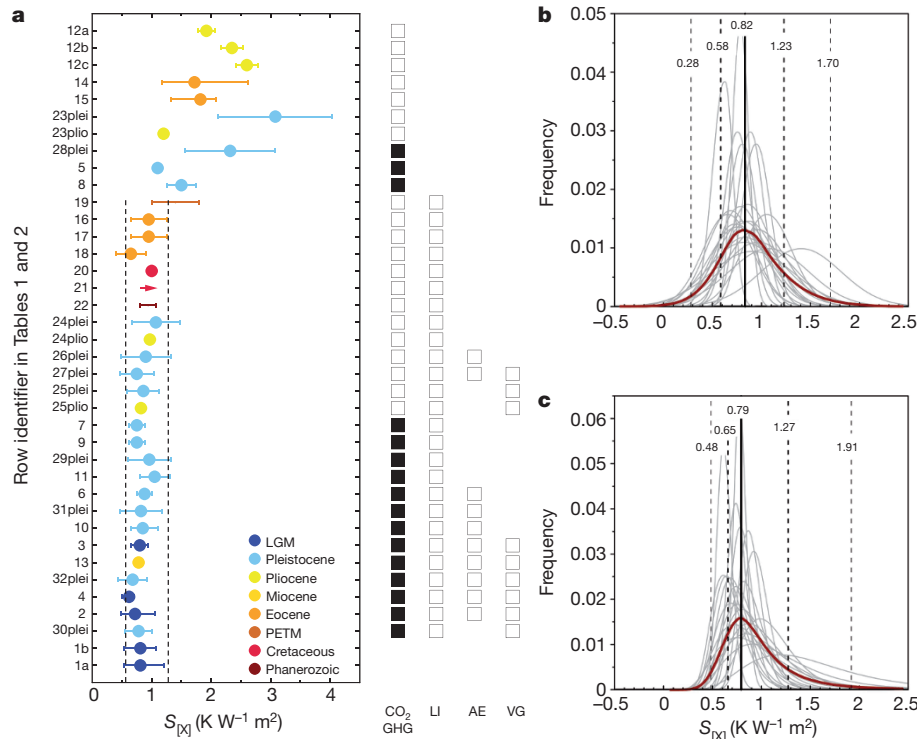 a
Row identifier in Tables 1 and 2
12a
12b
12c
14
15
23plei
23plio
28plei
5
8
19
16
17
18
20
21
22
24plei
24plio
26plei
27plei
25plei
25plio
7
9
29plei
11
6
31plei
10
3
13
32plei
4
2
30plei
1b
1a
LGM
Pleistocene
Pliocene
Miocene
Eocene
PETM
Cretaceous
Phanerozoic
0 1 2 3 4
S[X] (K W⁻¹ m²)
CO₂ LI AE VG
GHG
b
Frequency
0.05
0.04
0.03
0.02
0.01
0
0.82
0.58 1.23
0.28 1.70
−0.5 0 0.5 1 1.5 2 2.5
c
Frequency
0.06
0.05
0.04
0.03
0.02
0.01
0
0.79
0.65 1.27
0.48 1.91
−0.5 0 0.5 1 1.5 2 2.5
S[X] (K W⁻¹ m²)